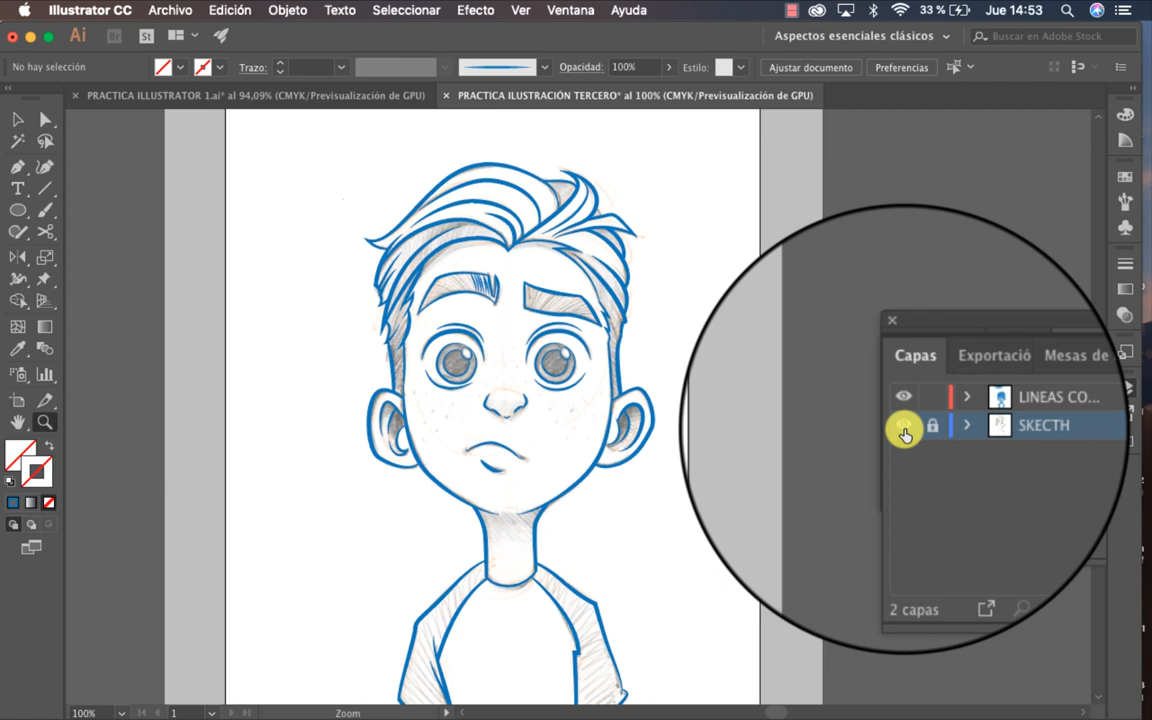 Illustrator CC Archivo Edición Objeto Texto Seleccionar Efecto Ver Ventana Ayuda 33 % Jue 14:53
Ai Br St Aspectos esenciales clásicos Buscar en Adobe Stock
No hay selección Trazo: Opacidad: 100% Estilo: Ajustar documento Preferencias
PRACTICA ILLUSTRATOR 1.ai* al 94,09% (CMYK/Previsualización de GPU) PRACTICA ILUSTRACIÓN TERCERO* al 100% (CMYK/Previsualización de GPU)
Capas Exportació Mesas de
LINEAS CO...
SKECTH
2 capas
100% 1 Zoom